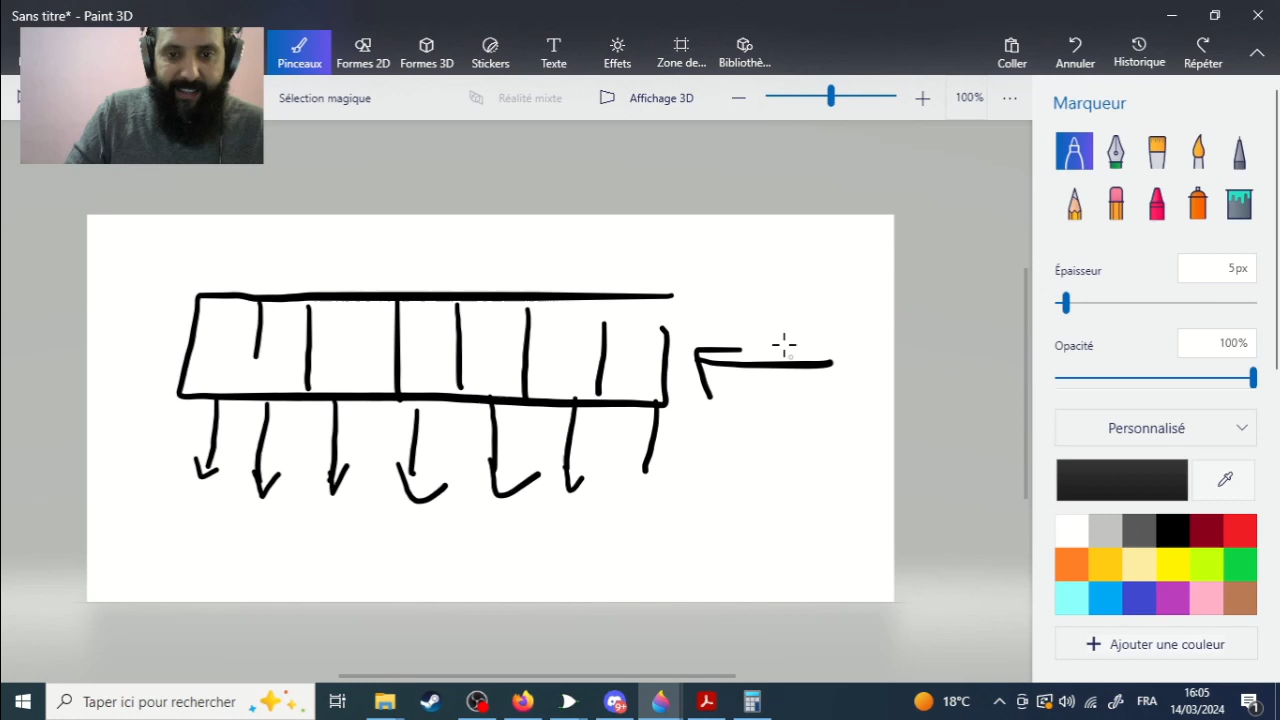 Sans titre* - Paint 3D
Pinceaux
Formes 2D
Formes 3D
Stickers
Texte
Effets
Zone de...
Bibliothè...
Coller
Annuler
Historique
Répéter
Sélection magique
Réalité mixte
Affichage 3D
100%
Marqueur
Épaisseur
5px
Opacité
100%
Personnalisé
Ajouter une couleur
Taper ici pour rechercher
9+
18°C
FRA
16:05
14/03/2024
1